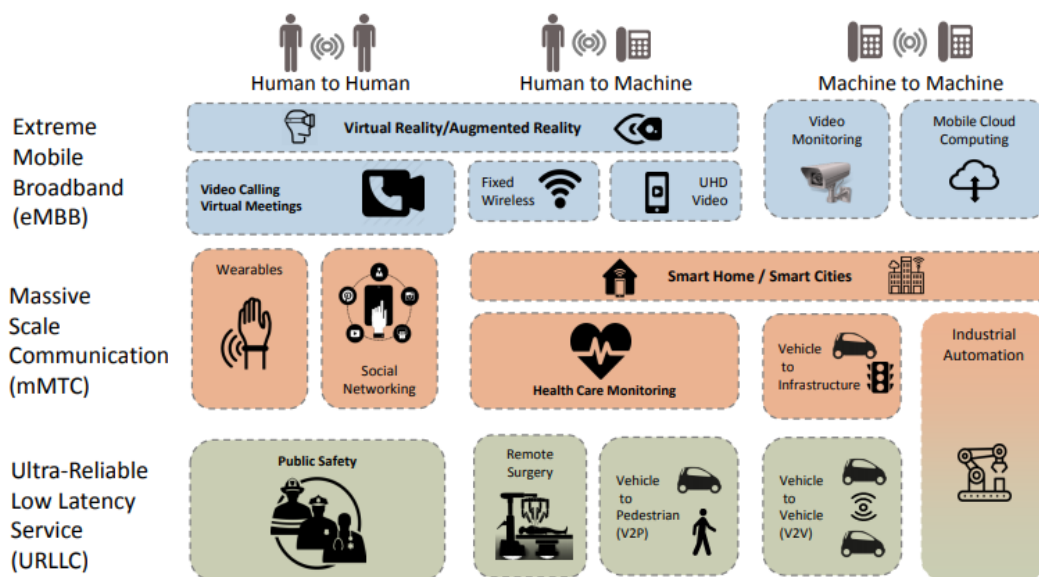 Human to Human
Human to Machine
Machine to Machine
Extreme
Mobile
Broadband
(eMBB)
Virtual Reality/Augmented Reality
Video
Monitoring
Mobile Cloud
Computing
Video Calling
Virtual Meetings
Fixed
Wireless
UHD
Video
Massive
Scale
Communication
(mMTC)
Wearables
Social
Networking
Smart Home / Smart Cities
Health Care Monitoring
Vehicle
to
Infrastructure
Industrial
Automation
Ultra-Reliable
Low Latency
Service
(URLLC)
Public Safety
Remote
Surgery
Vehicle
to
Pedestrian
(V2P)
Vehicle
to
Vehicle
(V2V)